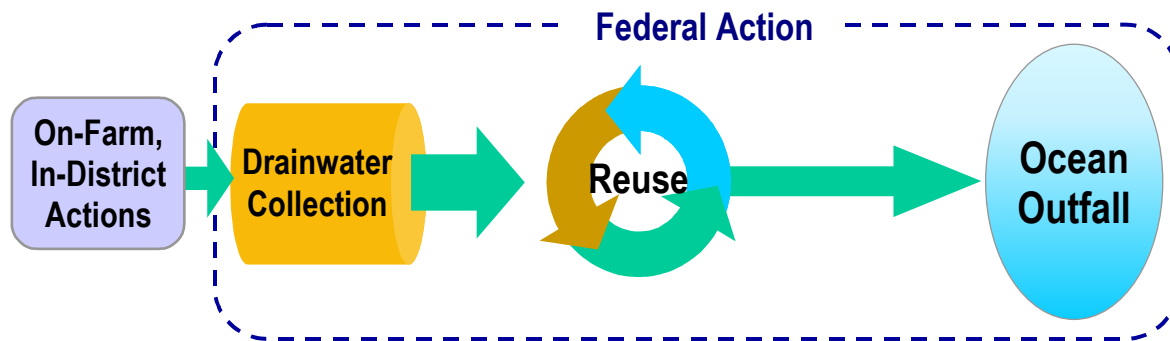 Federal Action
On-Farm,
In-District
Actions
Drainwater
Collection
Reuse
Ocean
Outfall